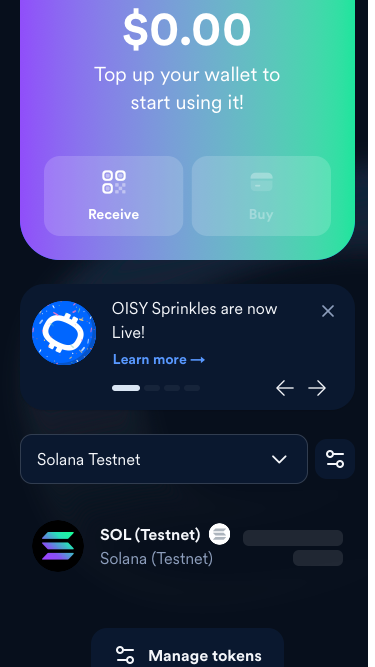 $0.00
Top up your wallet to
start using it!
Receive
Buy
OISY Sprinkles are now
Live!
Learn more →
Solana Testnet
SOL (Testnet)
Solana (Testnet)
Manage tokens